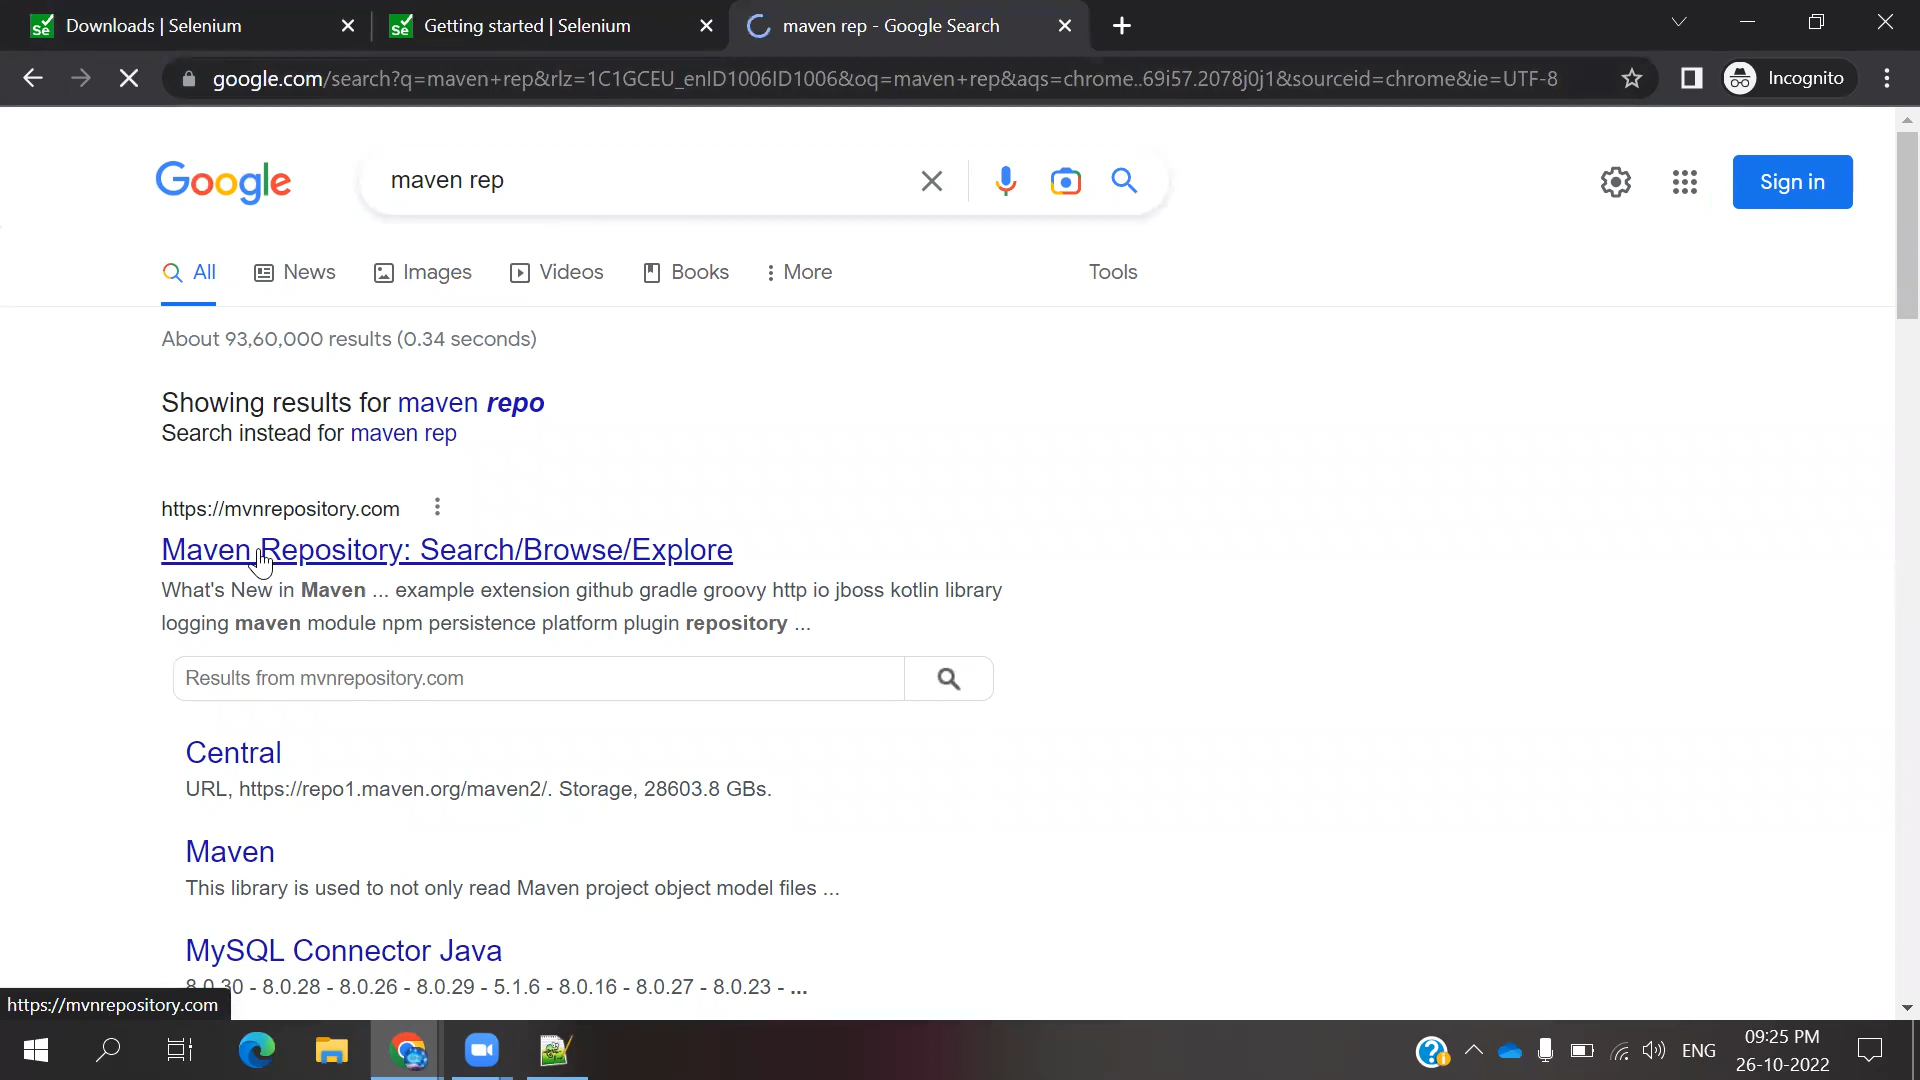 Downloads | Selenium
Getting started | Selenium
maven rep - Google Search
google.com/search?q=maven+rep&rlz=1C1GCEU_enID1006ID1006&oq=maven+rep&aqs=chrome..69i57.2078j0j1&sourceid=chrome&ie=UTF-8
Incognito
Google
maven rep
Sign in
All
News
Images
Videos
Books
More
Tools
About 93,60,000 results (0.34 seconds)
Showing results for maven repo
Search instead for maven rep
https://mvnrepository.com
Maven Repository: Search/Browse/Explore
What's New in Maven ... example extension github gradle groovy http io jboss kotlin library
logging maven module npm persistence platform plugin repository ...
Results from mvnrepository.com
Central
URL, https://repo1.maven.org/maven2/. Storage, 28603.8 GBs.
Maven
This library is used to not only read Maven project object model files ...
MySQL Connector Java
8.0.30 - 8.0.28 - 8.0.26 - 8.0.29 - 5.1.6 - 8.0.16 - 8.0.27 - 8.0.23 - ...
https://mvnrepository.com
ENG
09:25 PM
26-10-2022